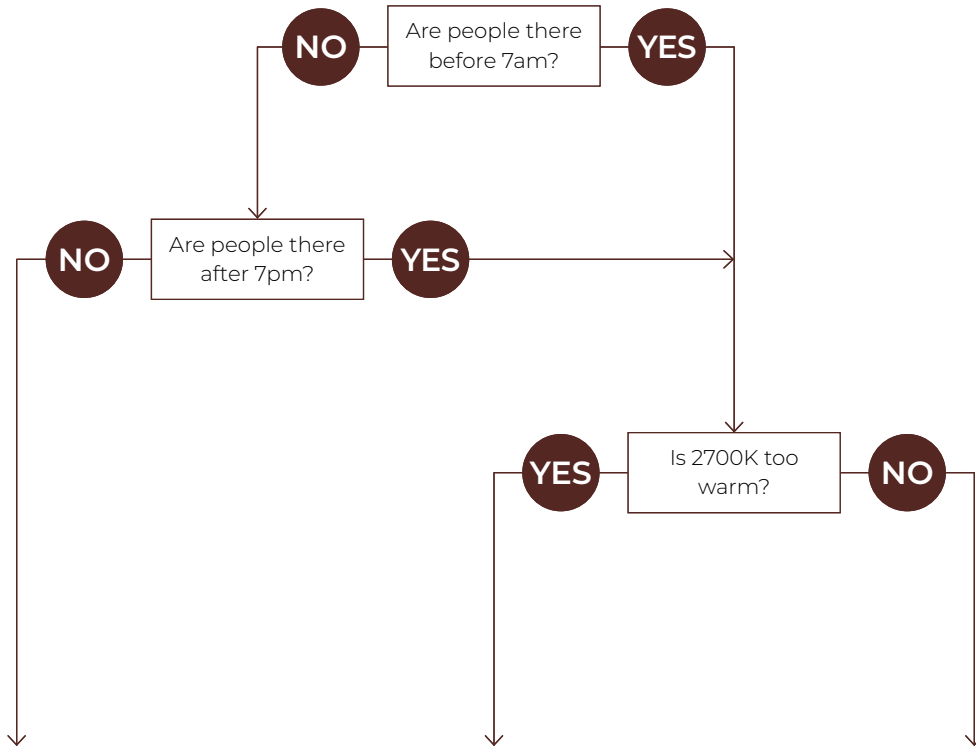 NO
Are people there
before 7am?
YES
NO
Are people there
after 7pm?
YES
YES
Is 2700K too
warm?
NO